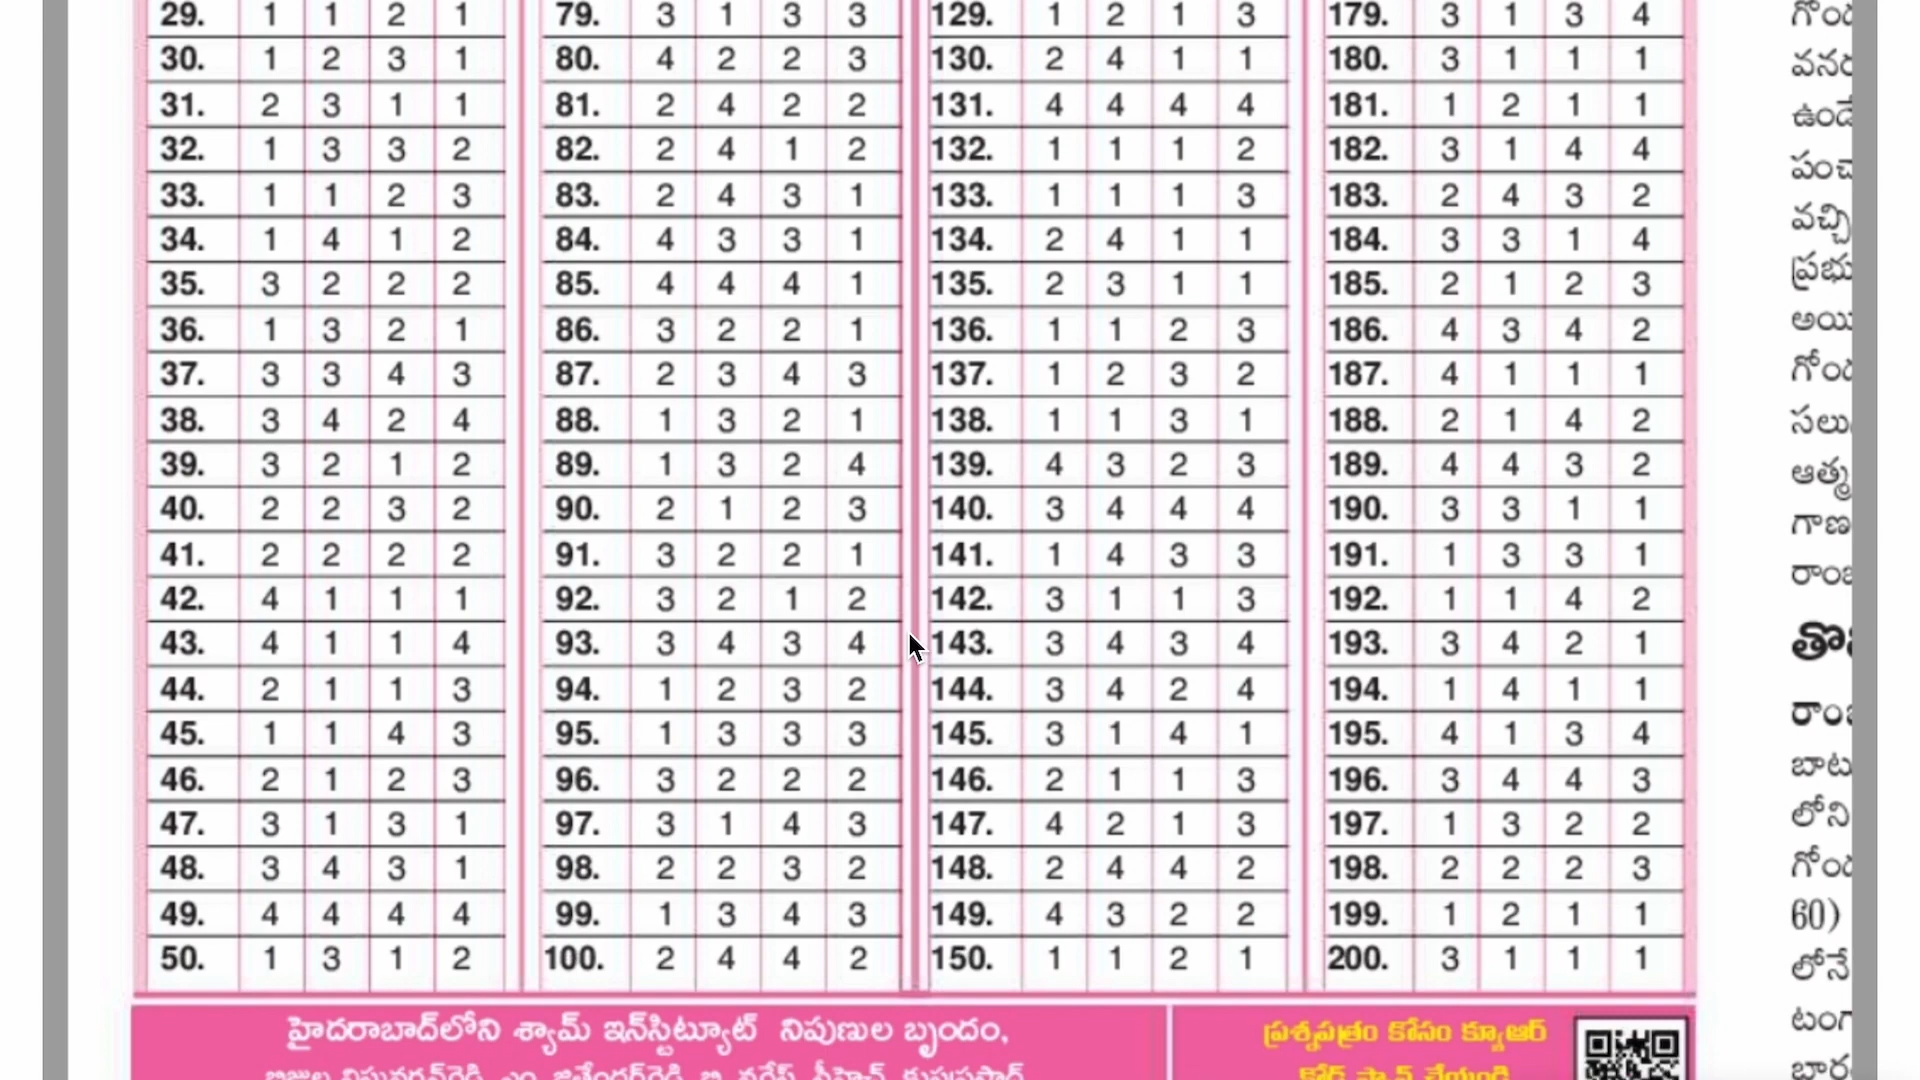 29. 1 1 2 1 79. 3 1 3 3 129. 1 2 1 3 179. 3 1 3 4
30. 1 2 3 1 80. 4 2 2 3 130. 2 4 1 1 180. 3 1 1 1
31. 2 3 1 1 81. 2 4 2 2 131. 4 4 4 4 181. 1 2 1 1
32. 1 3 3 2 82. 2 4 1 2 132. 1 1 1 2 182. 3 1 4 4
33. 1 1 2 3 83. 2 4 3 1 133. 1 1 1 3 183. 2 4 3 2
34. 1 4 1 2 84. 4 3 3 1 134. 2 4 1 1 184. 3 3 1 4
35. 3 2 2 2 85. 4 4 4 1 135. 2 3 1 1 185. 2 1 2 3
36. 1 3 2 1 86. 3 2 2 1 136. 1 1 2 3 186. 4 3 4 2
37. 3 3 4 3 87. 2 3 4 3 137. 1 2 3 2 187. 4 1 1 1
38. 3 4 2 4 88. 1 3 2 1 138. 1 1 3 1 188. 2 1 4 2
39. 3 2 1 2 89. 1 3 2 4 139. 4 3 2 3 189. 4 4 3 2
40. 2 2 3 2 90. 2 1 2 3 140. 3 4 4 4 190. 3 3 1 1
41. 2 2 2 2 91. 3 2 2 1 141. 1 4 3 3 191. 1 3 3 1
42. 4 1 1 1 92. 3 2 1 2 142. 3 1 1 3 192. 1 1 4 2
43. 4 1 1 4 93. 3 4 3 4 143. 3 4 3 4 193. 3 4 2 1
44. 2 1 1 3 94. 1 2 3 2 144. 3 4 2 4 194. 1 4 1 1
45. 1 1 4 3 95. 1 3 3 3 145. 3 1 4 1 195. 4 1 3 4
46. 2 1 2 3 96. 3 2 2 2 146. 2 1 1 3 196. 3 4 4 3
47. 3 1 3 1 97. 3 1 4 3 147. 4 2 1 3 197. 1 3 2 2
48. 3 4 3 1 98. 2 2 3 2 148. 2 4 4 2 198. 2 2 2 3
49. 4 4 4 4 99. 1 3 4 3 149. 4 3 2 2 199. 1 2 1 1
50. 1 3 1 2 100. 2 4 4 2 150. 1 1 2 1 200. 3 1 1 1
హైదరాబాద్‌లోని శ్యామ్ ఇన్‌స్టిట్యూట్ నిపుణుల బృందం,
ప్రశ్నపత్రం కోసం క్యూఆర్
కోడ్ స్కాన్ చేయండి
లోని
60)